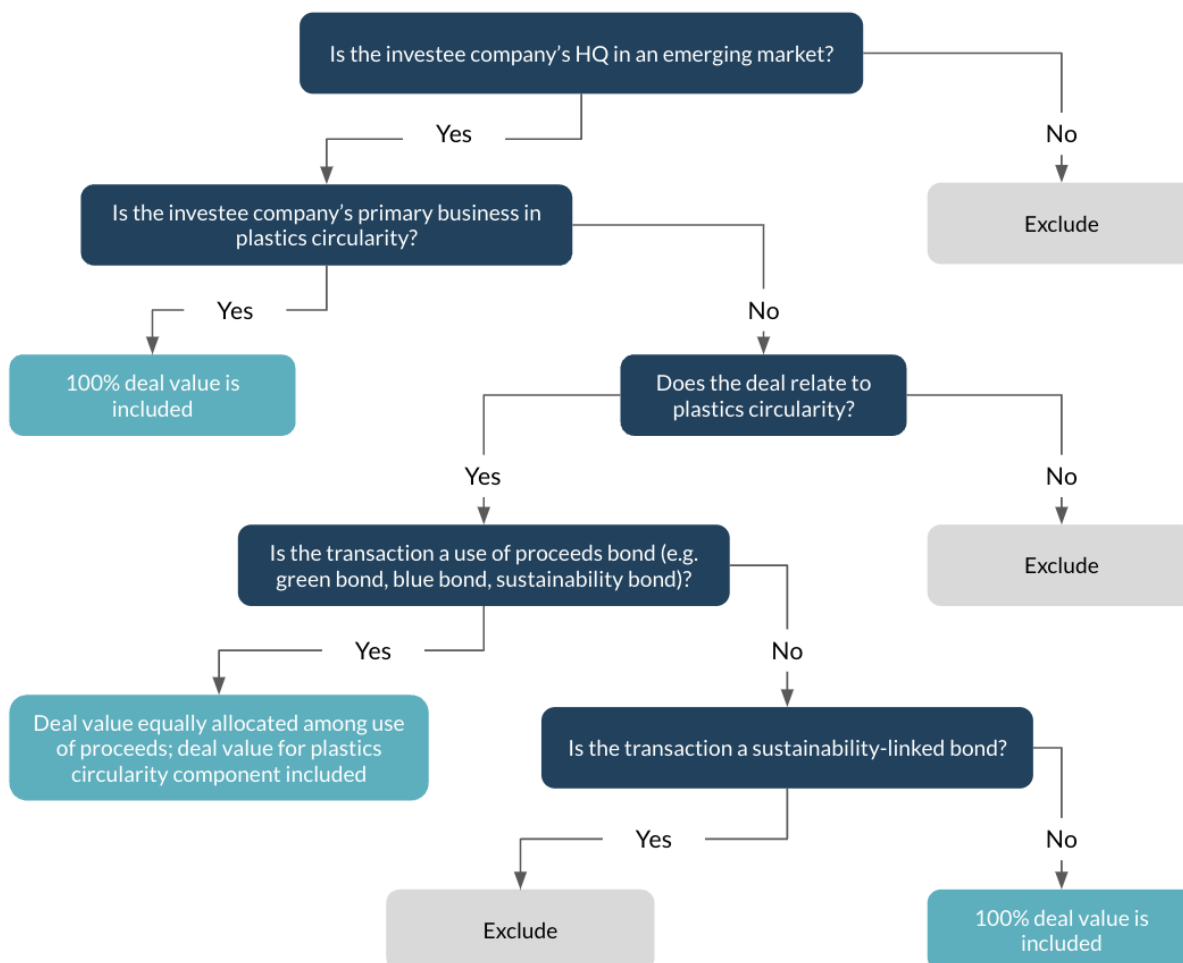 Is the investee company’s HQ in an emerging market?
Yes
No
Is the investee company’s primary business in
plastics circularity?
Exclude
Yes
No
100% deal value is
included
Does the deal relate to
plastics circularity?
Yes
No
Is the transaction a use of proceeds bond (e.g.
green bond, blue bond, sustainability bond)?
Exclude
Yes
No
Deal value equally allocated among use
of proceeds; deal value for plastics
circularity component included
Is the transaction a sustainability-linked bond?
Yes
No
Exclude
100% deal value is
included